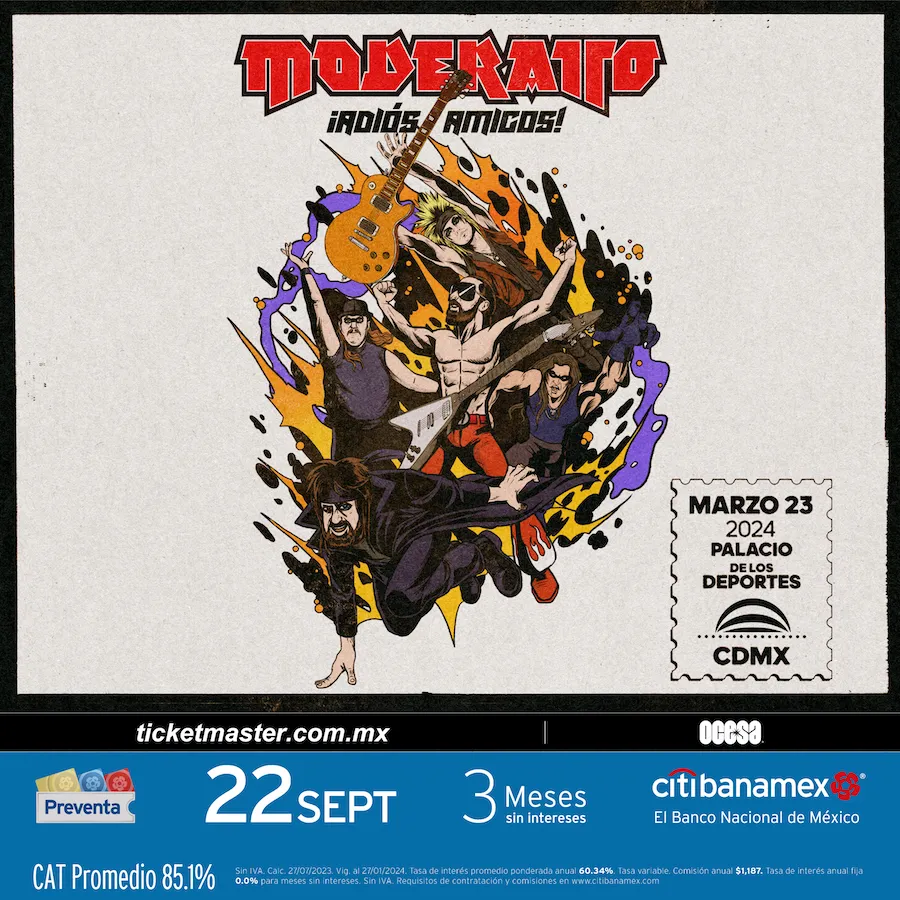 MODERATTO
¡ADIÓS AMIGOS!
MARZO 23
2024
PALACIO
DE LOS
DEPORTES
CDMX
ticketmaster.com.mx
ocesa
Preventa
22 SEPT
3 Meses
sin intereses
citibanamex®
El Banco Nacional de México
CAT Promedio 85.1%
Sin IVA. Calc. 27/07/2023. Vig. al 27/01/2024. Tasa de interés promedio ponderada anual 60.34%. Tasa variable. Comisión anual $1,187. Tasa de interés anual fija
0.0% para meses sin intereses. Sin IVA. Requisitos de contratación y comisiones en www.citibanamex.com